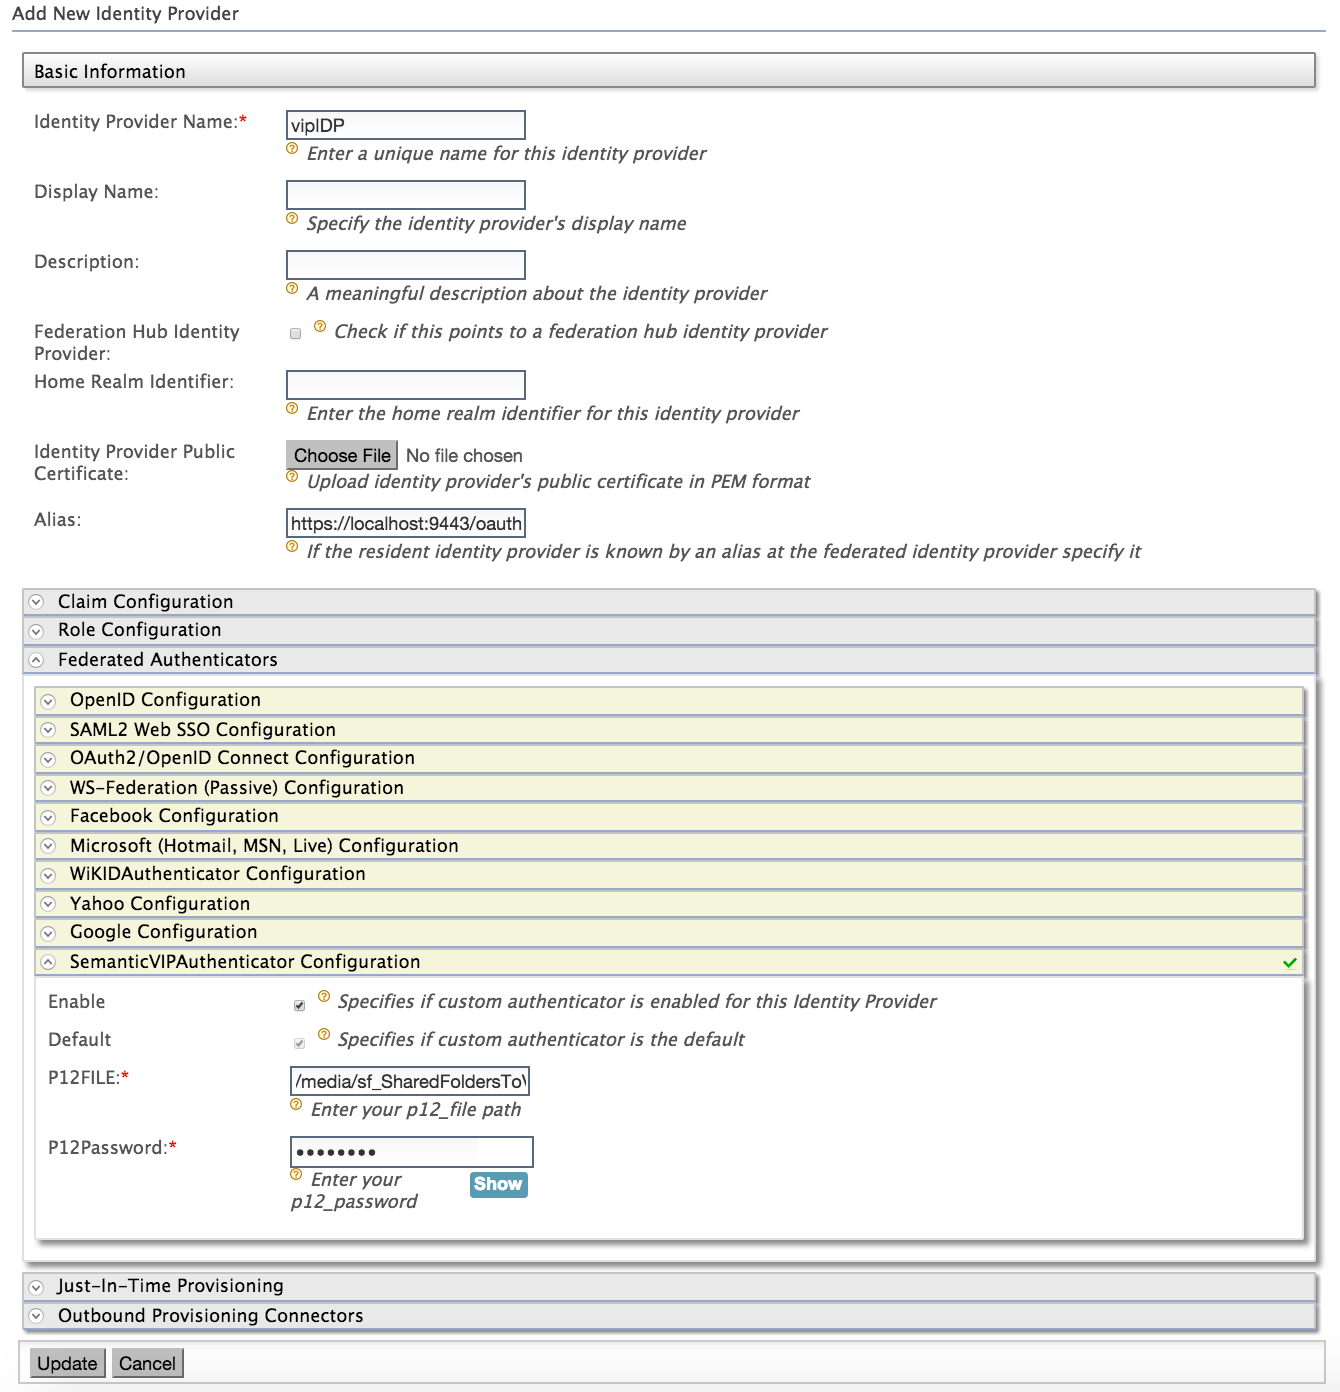 Add New Identity Provider
Basic Information
Identity Provider Name:*
vipIDP
Enter a unique name for this identity provider
Display Name:
Specify the identity provider's display name
Description:
A meaningful description about the identity provider
Federation Hub Identity
Provider:
Check if this points to a federation hub identity provider
Home Realm Identifier:
Enter the home realm identifier for this identity provider
Identity Provider Public
Certificate:
Choose File No file chosen
Upload identity provider's public certificate in PEM format
Alias:
https://localhost:9443/oauth
If the resident identity provider is known by an alias at the federated identity provider specify it
Claim Configuration
Role Configuration
Federated Authenticators
OpenID Configuration
SAML2 Web SSO Configuration
OAuth2/OpenID Connect Configuration
WS-Federation (Passive) Configuration
Facebook Configuration
Microsoft (Hotmail, MSN, Live) Configuration
WiKIDAuthenticator Configuration
Yahoo Configuration
Google Configuration
SemanticVIPAuthenticator Configuration
Enable
Specifies if custom authenticator is enabled for this Identity Provider
Default
Specifies if custom authenticator is the default
P12FILE:*
/media/sf_SharedFoldersTo
Enter your p12_file path
P12Password:*
••••••••
Enter your
p12_password
Show
Just-In-Time Provisioning
Outbound Provisioning Connectors
Update Cancel